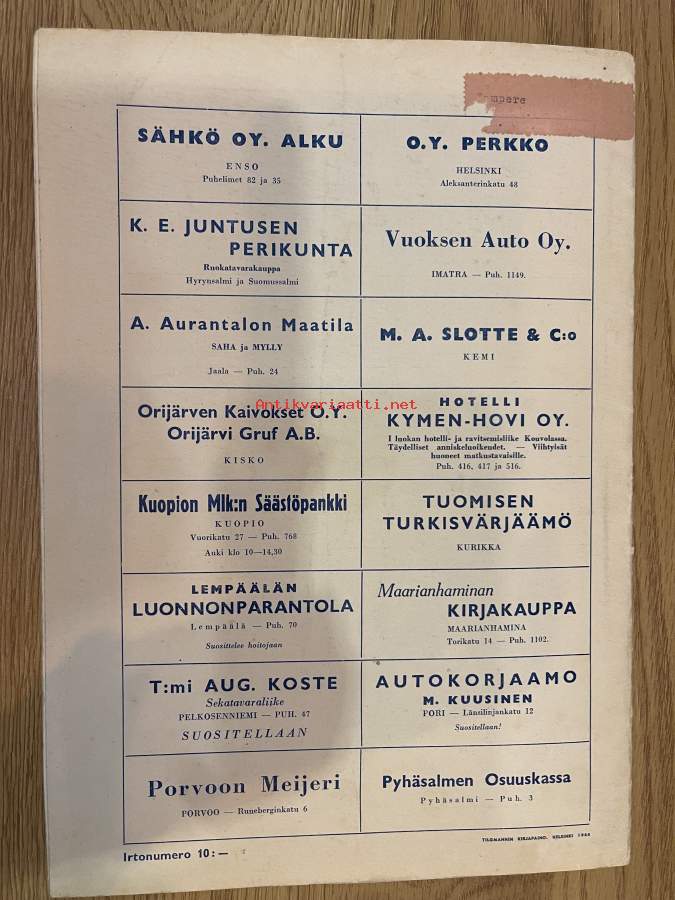 mpere
SÄHKÖ OY. ALKU
ENSO
Puhelimet 82 ja 35
O.Y. PERKKO
HELSINKI
Aleksanterinkatu 48
K. E. JUNTUSEN
PERIKUNTA
Ruokatavarakauppa
Hyrynsalmi ja Suomussalmi
Vuoksen Auto Oy.
IMATRA — Puh. 1149.
A. Aurantalon Maatila
SAHA ja MYLLY
Jaala — Puh. 24
M. A. SLOTTE & C:o
KEMI
Antikvariaatti.net
Orijärven Kaivokset O.Y.
Orijärvi Gruf A.B.
KISKO
HOTELLI
KYMEN-HOVI OY.
I luokan hotelli- ja ravitsemisliike Kouvolassa.
Täydelliset anniskeluoikeudet. — Viihtyisät
huoneet matkustavaisille.
Puh. 416, 417 ja 516.
Kuopion Mlk:n Säästöpankki
KUOPIO
Vuorikatu 27 — Puh. 768
Auki klo 10—14,30
TUOMISEN
TURKISVÄRJÄÄMÖ
KURIKKA
LEMPÄÄLÄN
LUONNONPARANTOLA
Lempäälä — Puh. 70
Suosittelee hoitojaan
Maarianhaminan
KIRJAKAUPPA
MAARIANHAMINA
Torikatu 14 — Puh. 1102.
T:mi AUG. KOSTE
Sekatavaraliike
PELKOSENNIEMI — PUH. 47
SUOSITELLAAN
AUTOKORJAAMO
M. KUUSINEN
PORI — Länsilinjankatu 12
Suositellaan!
Porvoon Meijeri
PORVOO — Runeberginkatu 6
Pyhäsalmen Osuuskassa
Pyhäsalmi — Puh. 3
Irtonumero 10:—
TILGMANNIN KIRJAPAINO, HELSINKI 1944